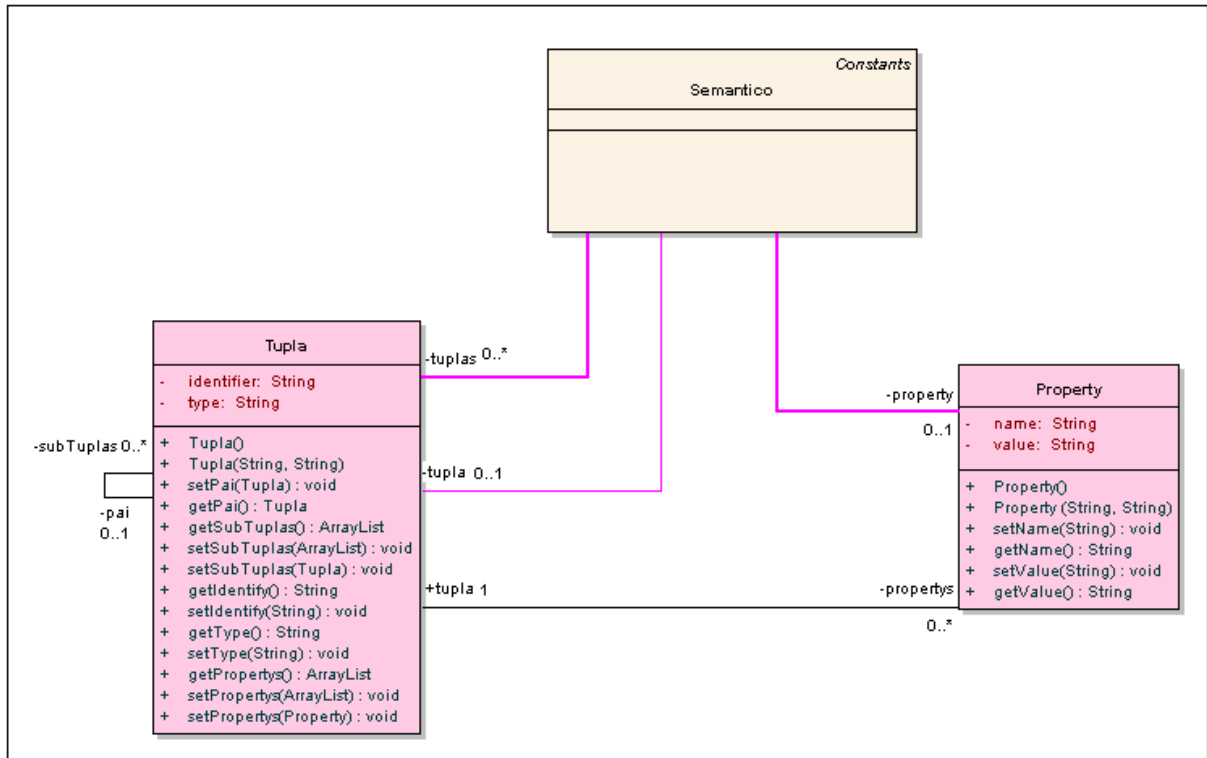 Constants
Semantico
Tupla
- identifier: String
- type: String
+ Tupla()
+ Tupla(String, String)
+ setPai(Tupla) : void
+ getPai() : Tupla
+ getSubTuplas() : ArrayList
+ setSubTuplas(ArrayList) : void
+ setSubTuplas(Tupla) : void
+ getIdentify() : String
+ setIdentify(String) : void
+ getType() : String
+ setType(String) : void
+ getPropertys() : ArrayList
+ setPropertys(ArrayList) : void
+ setPropertys(Property) : void
-subTuplas 0..*
-pai
0..1
-tuplas 0..*
-tupla 0..1
+tupla 1
-property
0..1
-propertys
0..*
Property
- name: String
- value: String
+ Property()
+ Property (String, String)
+ setName(String) : void
+ getName() : String
+ setValue(String) : void
+ getValue() : String